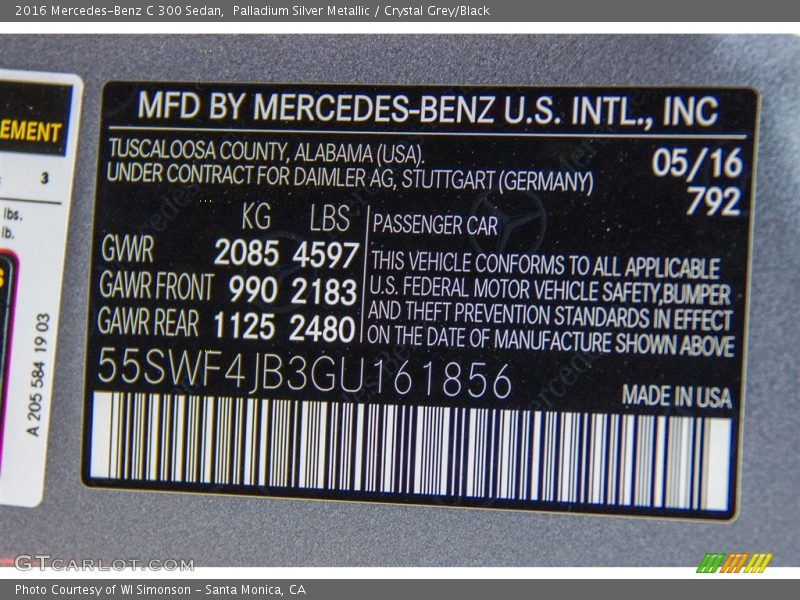 2016 Mercedes-Benz C 300 Sedan,  Palladium Silver Metallic / Crystal Grey/Black
EMENT
3
lbs.
lb.
S
A 205 584 19 03
MFD BY MERCEDES-BENZ U.S. INTL., INC
TUSCALOOSA COUNTY, ALABAMA (USA).
UNDER CONTRACT FOR DAIMLER AG, STUTTGART (GERMANY)
05/16
792
KG LBS
GVWR 2085 4597
GAWR FRONT 990 2183
GAWR REAR 1125 2480
PASSENGER CAR
THIS VEHICLE CONFORMS TO ALL APPLICABLE
U.S. FEDERAL MOTOR VEHICLE SAFETY,BUMPER
AND THEFT PREVENTION STANDARDS IN EFFECT
ON THE DATE OF MANUFACTURE SHOWN ABOVE
55SWF4JB3GU161856
MADE IN USA
GTCARLOT.COM
Photo Courtesy of WI Simonson - Santa Monica, CA